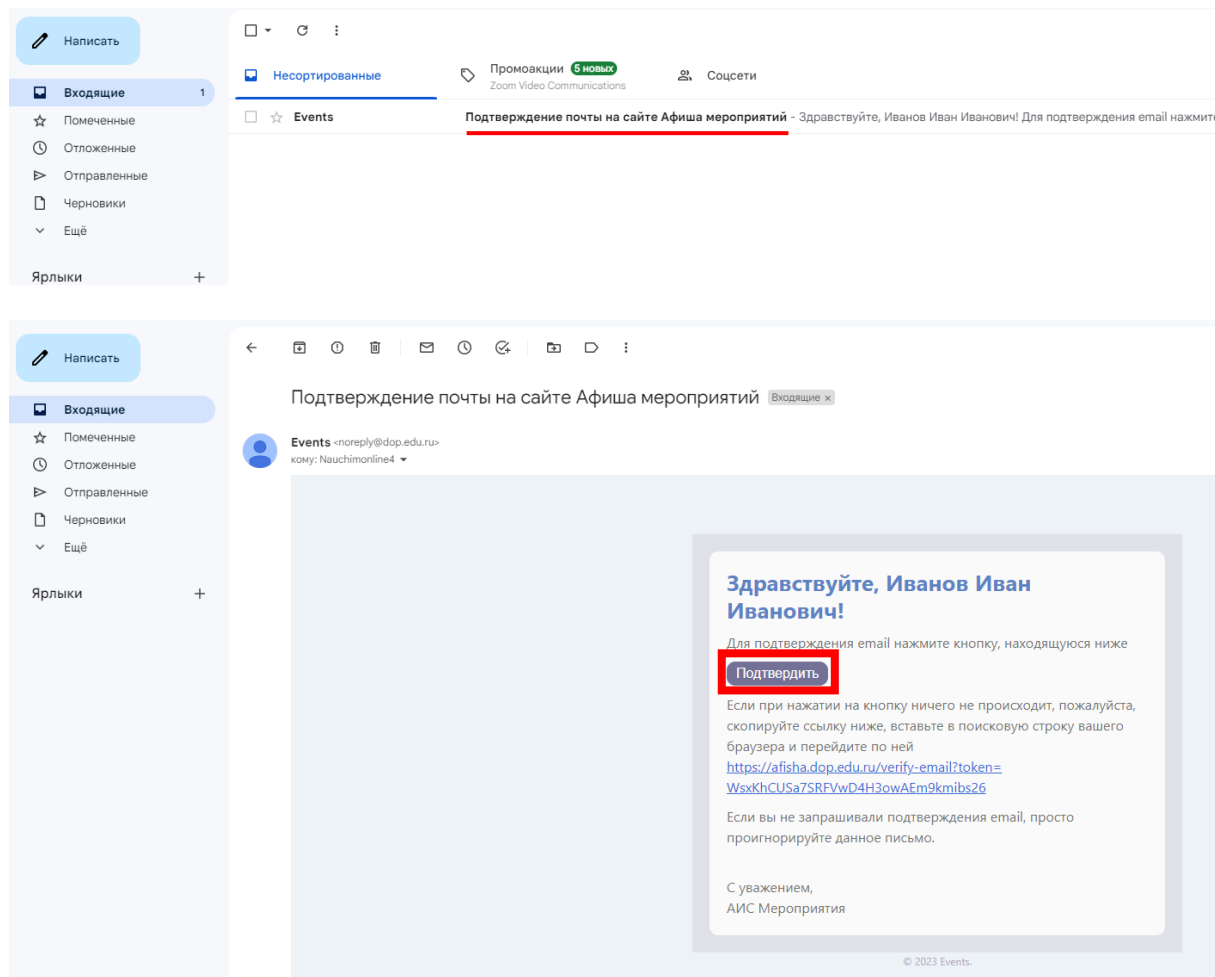 Написать
Несортированные
Промоакции 5 новых
Zoom Video Communications
Соцсети
Входящие 1
Помеченные
Отложенные
Отправленные
Черновики
Ещё
Ярлыки +
Events Подтверждение почты на сайте Афиша мероприятий - Здравствуйте, Иванов Иван Иванович! Для подтверждения email нажмите
Написать
Входящие
Помеченные
Отложенные
Отправленные
Черновики
Ещё
Ярлыки +
Подтверждение почты на сайте Афиша мероприятий Входящие ×
Events <noreply@dop.edu.ru>
кому: Nauchimonline4
Здравствуйте, Иванов Иван
Иванович!
Для подтверждения email нажмите кнопку, находящуюся ниже
Подтвердить
Если при нажатии на кнопку ничего не происходит, пожалуйста,
скопируйте ссылку ниже, вставьте в поисковую строку вашего
браузера и перейдите по ней
https://afisha.dop.edu.ru/verify-email?token=
WsxKhCUSa7SRFVwD4H3owAEm9kmibs26
Если вы не запрашивали подтверждения email, просто
проигнорируйте данное письмо.
С уважением,
АИС Мероприятия
© 2023 Events.